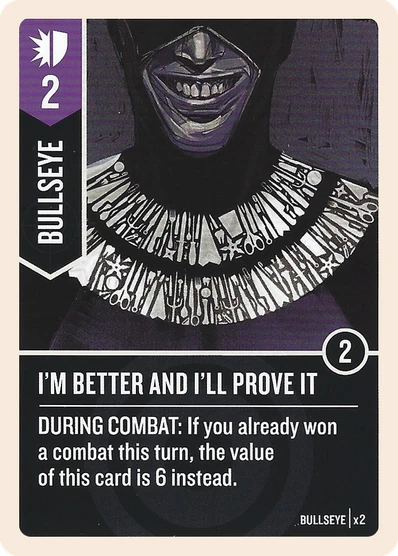 2
BULLSEYE
2
I'M BETTER AND I'LL PROVE IT
DURING COMBAT: If you already won
a combat this turn, the value
of this card is 6 instead.
BULLSEYE | x2